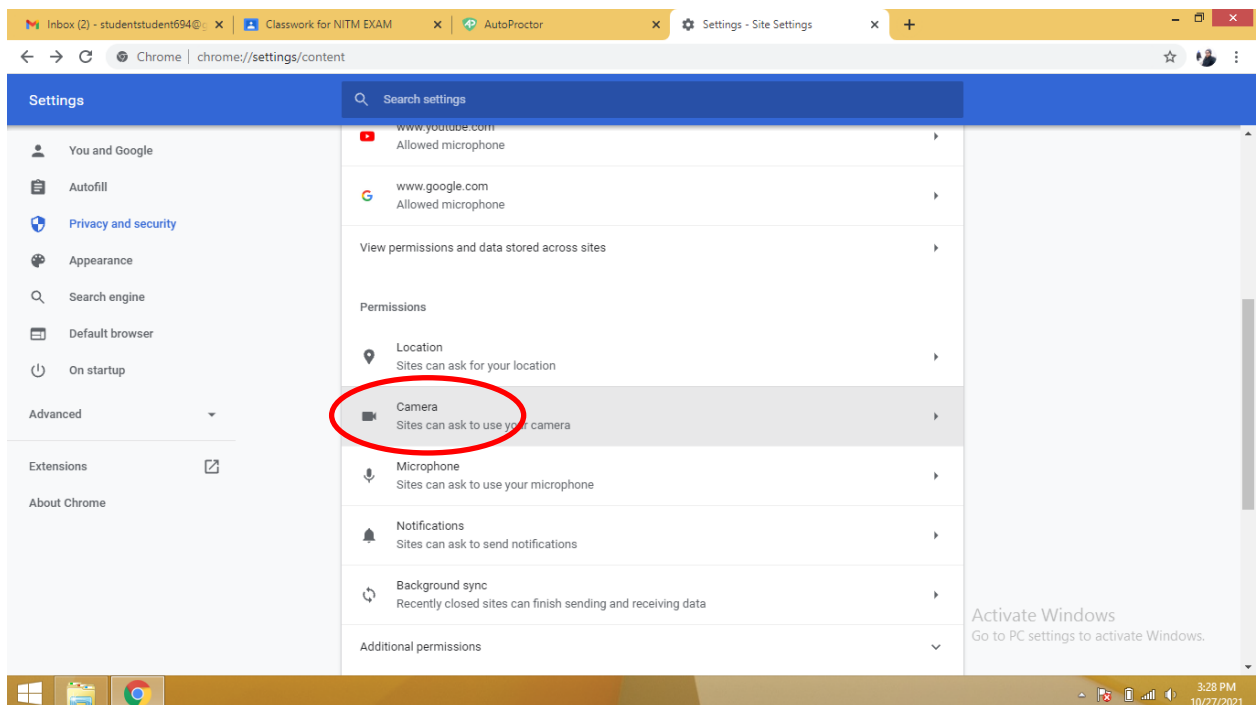 Inbox (2) - studentstudent694@g
Classwork for NITM EXAM
AutoProctor
Settings - Site Settings
Chrome | chrome://settings/content
Settings
Search settings
You and Google
Autofill
Privacy and security
Appearance
Search engine
Default browser
On startup
Advanced
Extensions
About Chrome
www.youtube.com
Allowed microphone
www.google.com
Allowed microphone
View permissions and data stored across sites
Permissions
Location
Sites can ask for your location
Camera
Sites can ask to use your camera
Microphone
Sites can ask to use your microphone
Notifications
Sites can ask to send notifications
Background sync
Recently closed sites can finish sending and receiving data
Additional permissions
Activate Windows
Go to PC settings to activate Windows.
3:28 PM
10/27/2021